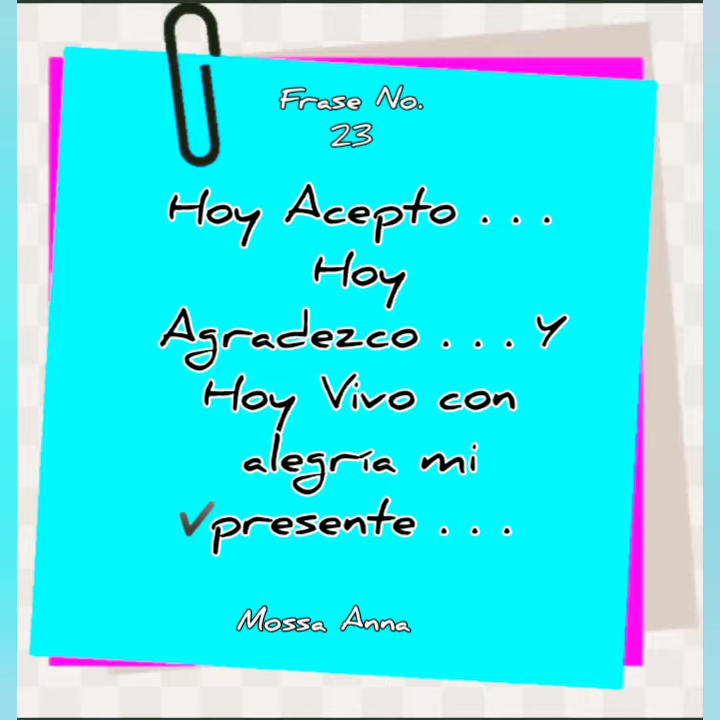 Frase No.
23
Hoy Acepto . . .
Hoy
Agradezco . . . Y
Hoy Vivo con
alegría mi
✔presente . . .
Mossa Anna